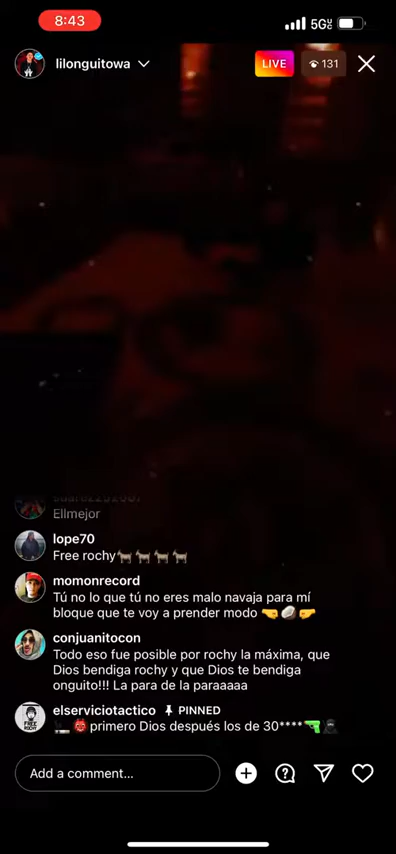 8:43
5G
lilonguitowa
LIVE
131
Ellmejor
lope70
Free rochy🐐🐐🐐🐐
momonrecord
Tú no lo que tú no eres malo navaja para mí
bloque que te voy a prender modo 🤜🪨🤛
conjuanitocon
Todo eso fue posible por rochy la máxima, que
Dios bendiga rochy y que Dios te bendiga
onguito!!! La para de la paraaaaa
FREE
ROCHY
elserviciotactico PINNED
🚬👹primero Dios después los de 30****🔫🥷🏿
Add a comment…